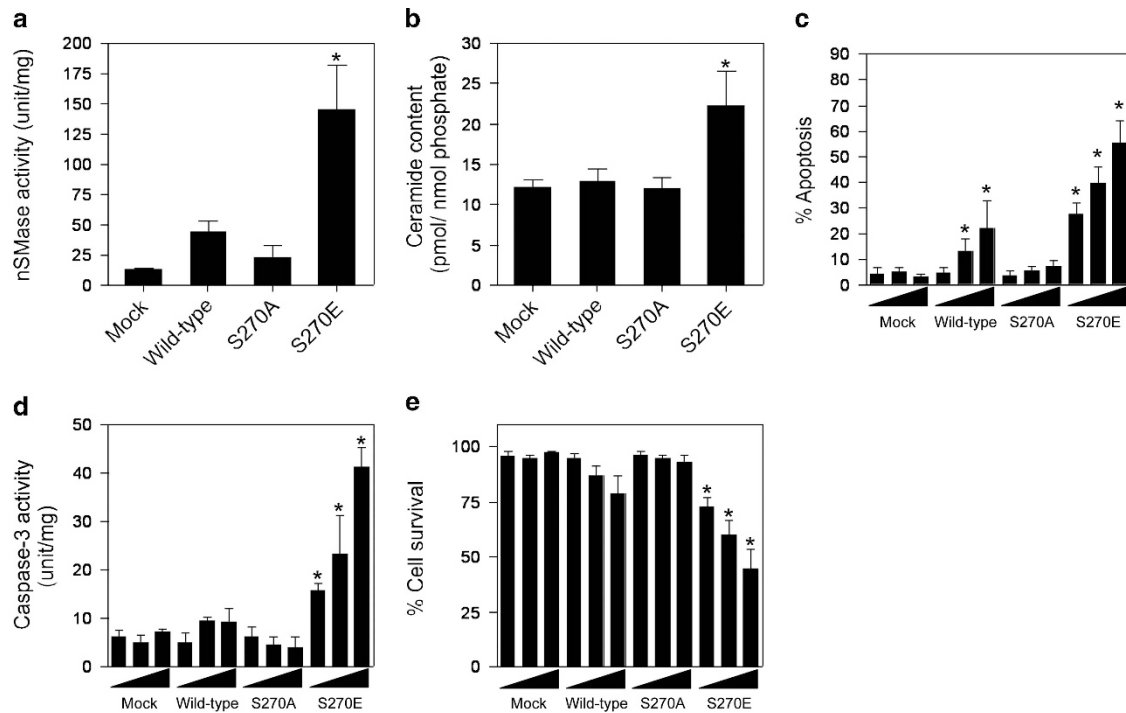 a
nSMase activity (unit/mg)
200
175
150
125
100
75
50
25
0
*
Mock
Wild-type
S270A
S270E
b
Ceramide content
(pmol/ nmol phosphate)
30
25
20
15
10
5
0
*
Mock
Wild-type
S270A
S270E
c
% Apoptosis
90
80
70
60
50
40
30
20
10
0
* * * * *
Mock Wild-type S270A S270E
d
Caspase-3 activity
(unit/mg)
50
40
30
20
10
0
* * *
Mock Wild-type S270A S270E
e
% Cell survival
100
75
50
25
0
* * *
Mock Wild-type S270A S270E